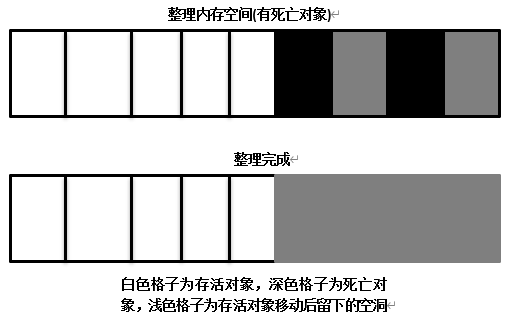 整理内存空间(有死亡对象)↵
整理完成↵
白色格子为存活对象，深色格子为死亡对
象，浅色格子为存活对象移动后留下的空洞↵